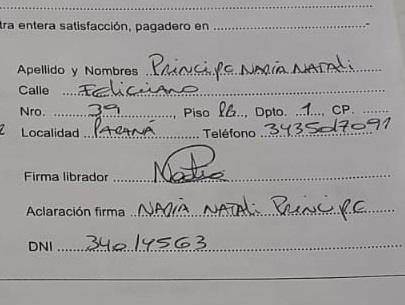 tra entera satisfacción, pagadero en
Apellido y Nombres Principe Nadia Natali
Calle Feliciano
Nro. 39, Piso PB., Dpto. 1, CP.
Localidad Paraná Teléfono 3435017091
Firma librador
Aclaración firma NADIA NATALI Principe
DNI 34014563